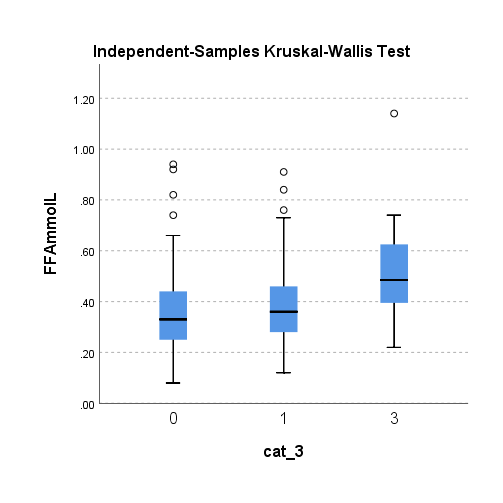 Independent-Samples Kruskal-Wallis Test
FFAmmolL
1.20
1.00
.80
.60
.40
.20
.00
0 1 3
cat_3